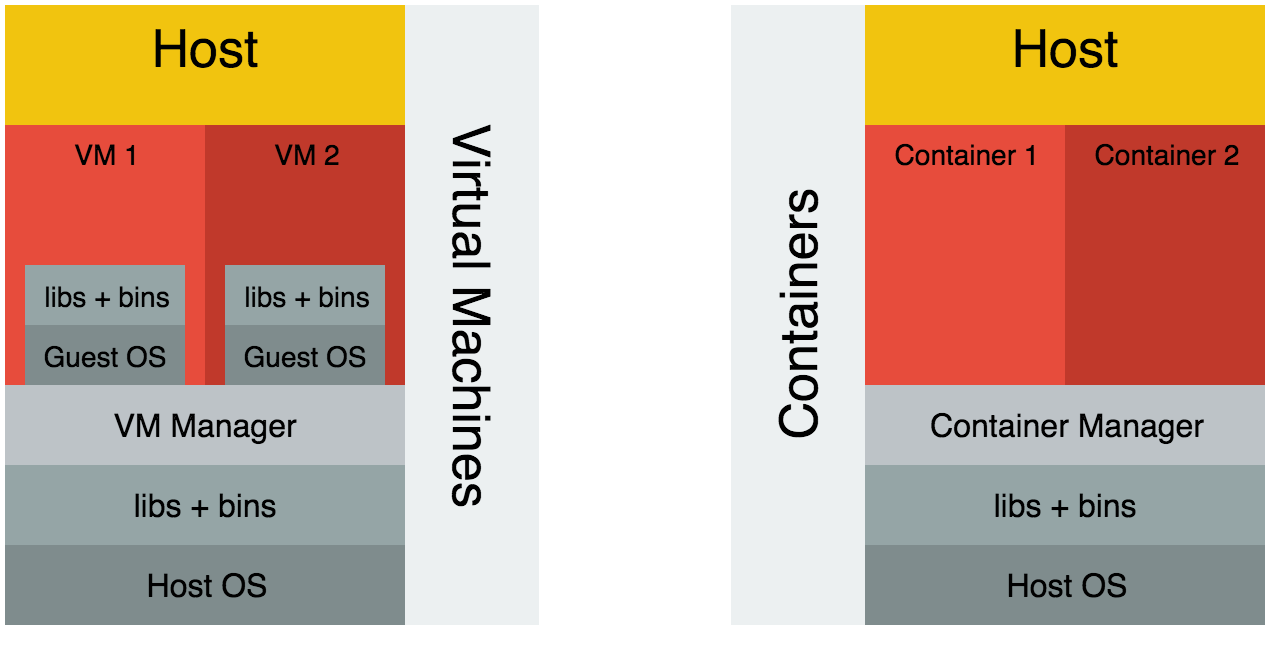 Host
VM 1
VM 2
libs + bins
libs + bins
Guest OS
Guest OS
VM Manager
libs + bins
Host OS
Virtual Machines
Containers
Host
Container 1
Container 2
Container Manager
libs + bins
Host OS